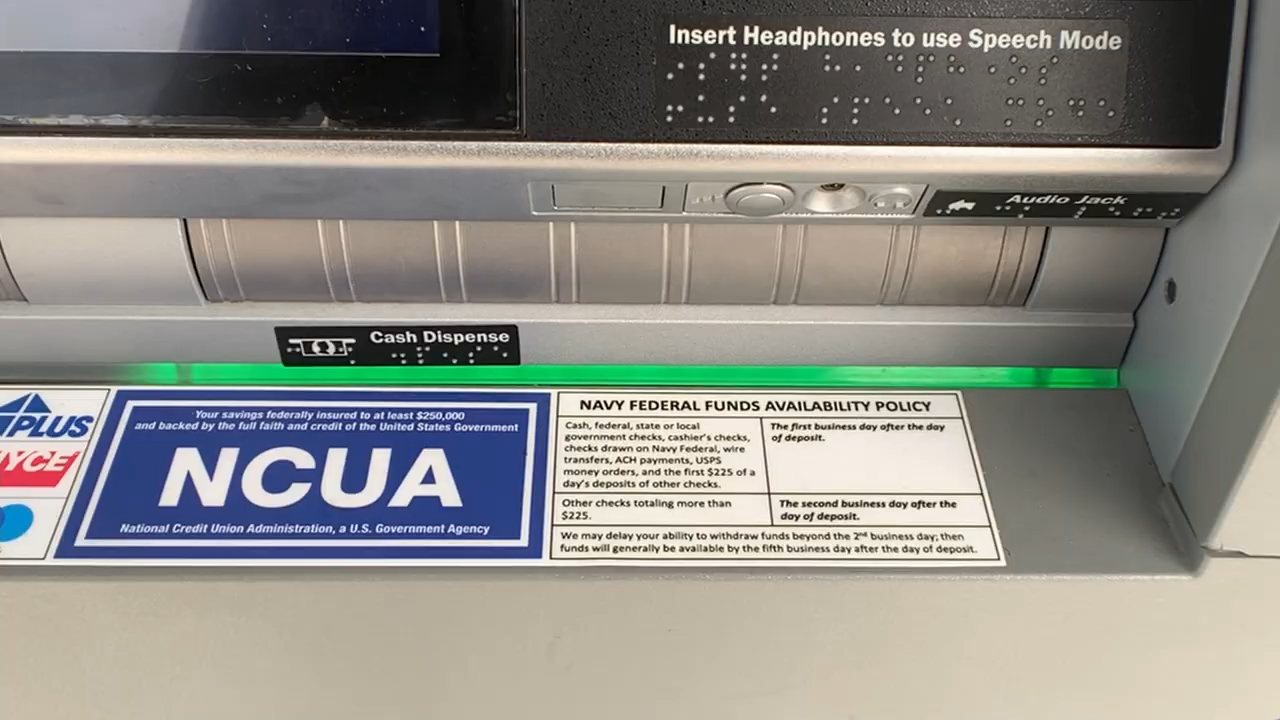 Insert Headphones to use Speech Mode
Audio Jack
Cash Dispense
PLUS
NYCE
Your savings federally insured to at least $250,000
and backed by the full faith and credit of the United States Government
NCUA
National Credit Union Administration, a U.S. Government Agency
NAVY FEDERAL FUNDS AVAILABILITY POLICY
Cash, federal, state or local
government checks, cashier's checks,
checks drawn on Navy Federal, wire
transfers, ACH payments, USPS
money orders, and the first $225 of a
day's deposits of other checks.
The first business day after the day
of deposit.
Other checks totaling more than
$225.
The second business day after the
day of deposit.
We may delay your ability to withdraw funds beyond the 2nd business day; then
funds will generally be available by the fifth business day after the day of deposit.